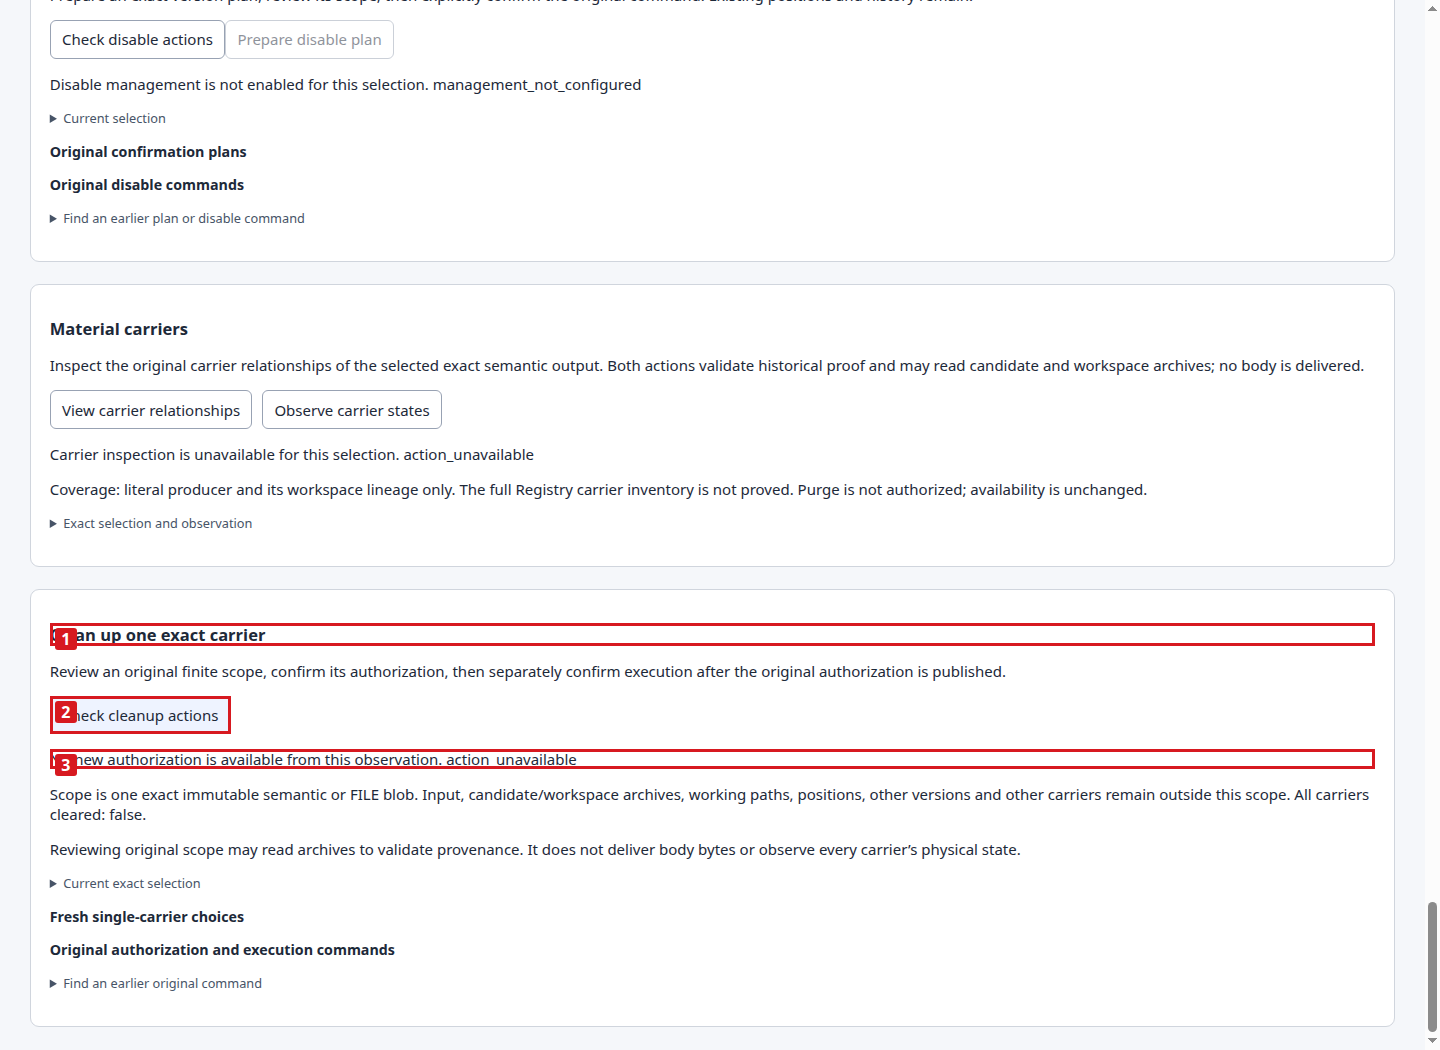 Check disable actions
Prepare disable plan
Disable management is not enabled for this selection. management_not_configured
Current selection
Original confirmation plans
Original disable commands
Find an earlier plan or disable command
Material carriers
Inspect the original carrier relationships of the selected exact semantic output. Both actions validate historical proof and may read candidate and workspace archives; no body is delivered.
View carrier relationships
Observe carrier states
Carrier inspection is unavailable for this selection. action_unavailable
Coverage: literal producer and its workspace lineage only. The full Registry carrier inventory is not proved. Purge is not authorized; availability is unchanged.
Exact selection and observation
1
up one exact carrier
Review an original finite scope, confirm its authorization, then separately confirm execution after the original authorization is published.
2
cleanup actions
3
new authorization is available from this observation. action_unavailable
Scope is one exact immutable semantic or FILE blob. Input, candidate/workspace archives, working paths, positions, other versions and other carriers remain outside this scope. All carriers
cleared: false.
Reviewing original scope may read archives to validate provenance. It does not deliver body bytes or observe every carrier’s physical state.
Current exact selection
Fresh single-carrier choices
Original authorization and execution commands
Find an earlier original command